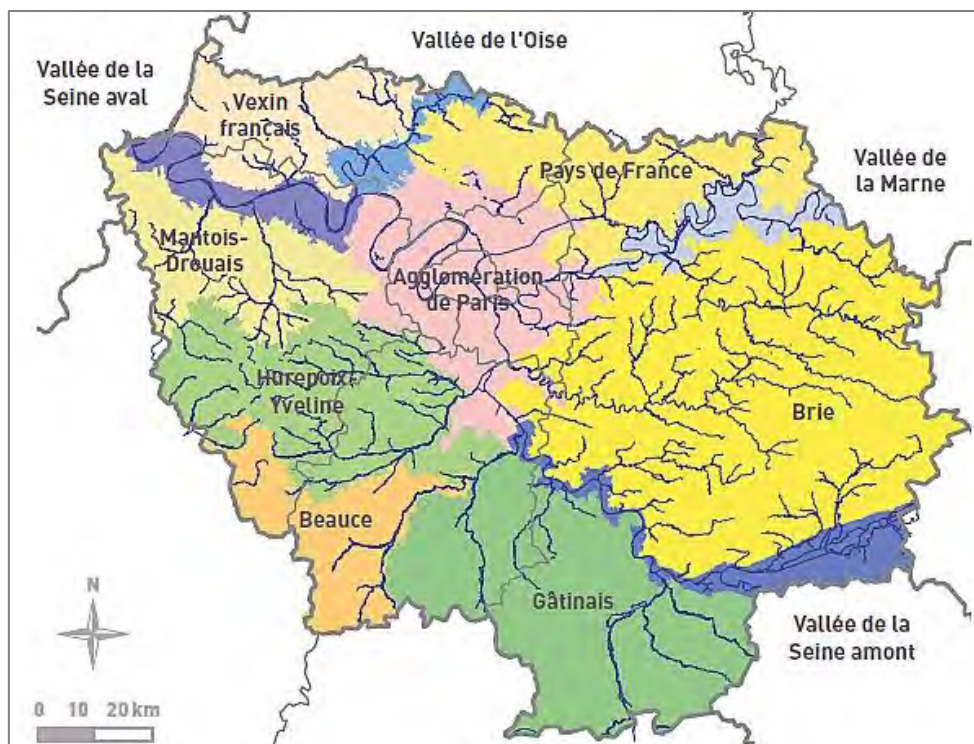 Vallée de l'Oise
Vallée de la
Seine aval
Vexin
français
Pays de France
Vallée de
la Marne
Mantois-
Drouais
Agglomération
de Paris
Hurepoix-
Yveline
Brie
Beauce
Gâtinais
N
Vallée de la
Seine amont
0 10 20 km